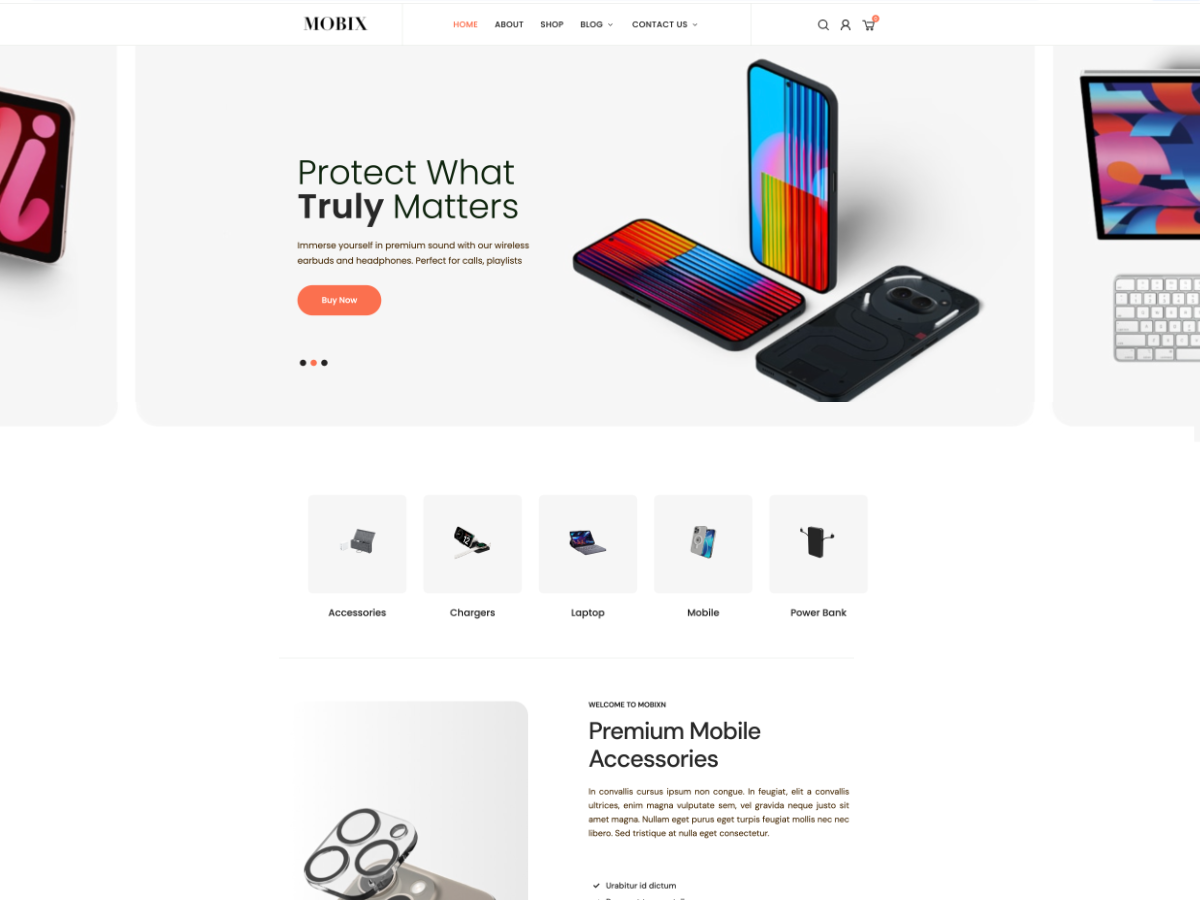 MOBIX
HOME ABOUT SHOP BLOG CONTACT US
0
Protect What
Truly Matters
Immerse yourself in premium sound with our wireless
earbuds and headphones. Perfect for calls, playlists
Buy Now
12
Accessories Chargers Laptop Mobile Power Bank
WELCOME TO MOBIXN
Premium Mobile
Accessories
In convallis cursus ipsum non congue. In feugiat, elit a convallis
ultrices, enim magna vulputate sem, vel gravida neque justo sit
amet magna. Nullam eget purus eget turpis feugiat mollis nec nec
libero. Sed tristique at nulla eget consectetur.
Urabitur id dictum